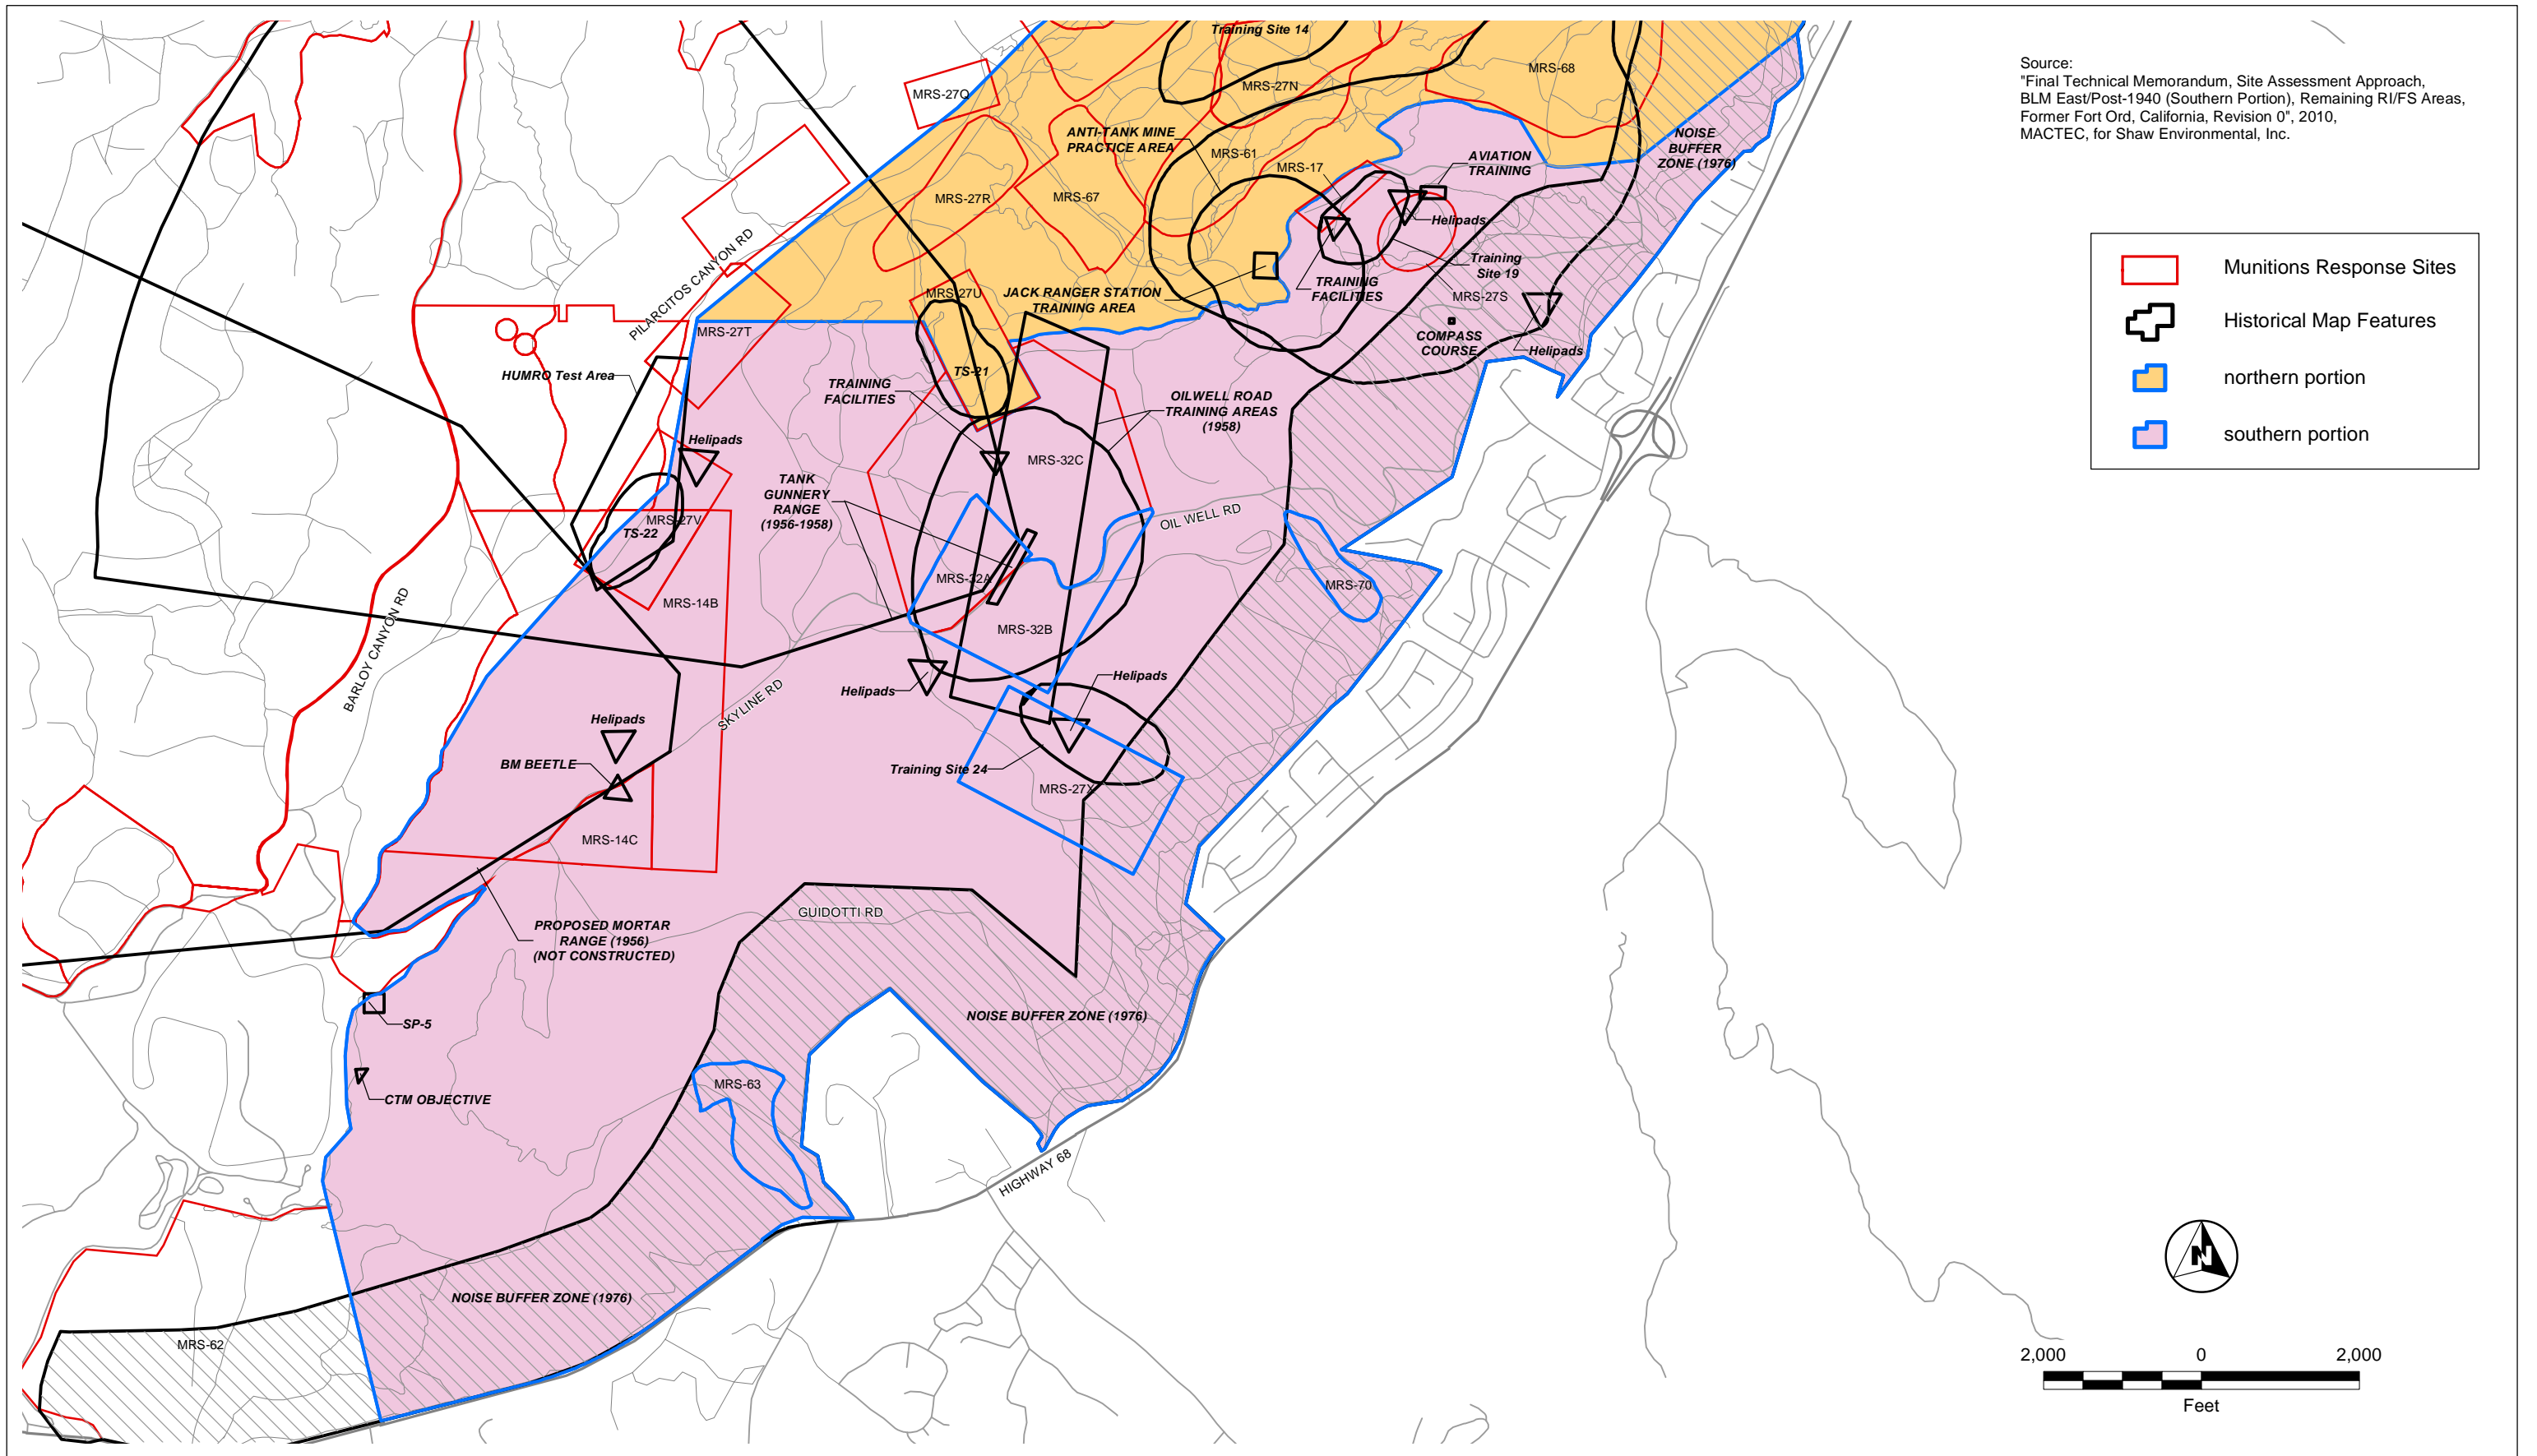 Training Site 14
MRS-68
MRS-27Q
MRS-27N
Source:
"Final Technical Memorandum, Site Assessment Approach,
BLM East/Post-1940 (Southern Portion), Remaining RI/FS Areas,
Former Fort Ord, California, Revision 0", 2010,
MACTEC, for Shaw Environmental, Inc.
ANTI-TANK MINE
PRACTICE AREA
MRS-61
MRS-17
AVIATION
TRAINING
NOISE
BUFFER
ZONE (1976)
MRS-27R
MRS-67
Helipads
PILARCITOS CANYON RD
Training
Site 19
MRS-27S
TRAINING
FACILITIES
JACK RANGER STATION
TRAINING AREA
MRS-27U
MRS-27T
COMPASS
COURSE
Helipads
Munitions Response Sites
Historical Map Features
northern portion
southern portion
HUMRO Test Area
TS-21
TRAINING
FACILITIES
OILWELL ROAD
TRAINING AREAS
(1958)
Helipads
MRS-32C
TANK
GUNNERY
RANGE
(1956-1958)
OIL WELL RD
MRS-27V
TS-22
MRS-32A
MRS-70
MRS-14B
MRS-32B
BARLOY CANYON RD
SKYLINE RD
Helipads
Helipads
Helipads
BM BEETLE
Training Site 24
MRS-27X
MRS-14C
GUIDOTTI RD
PROPOSED MORTAR
RANGE (1956)
(NOT CONSTRUCTED)
NOISE BUFFER ZONE (1976)
SP-5
MRS-63
CTM OBJECTIVE
HIGHWAY 68
NOISE BUFFER ZONE (1976)
MRS-62
N
2,000 0 2,000
Feet